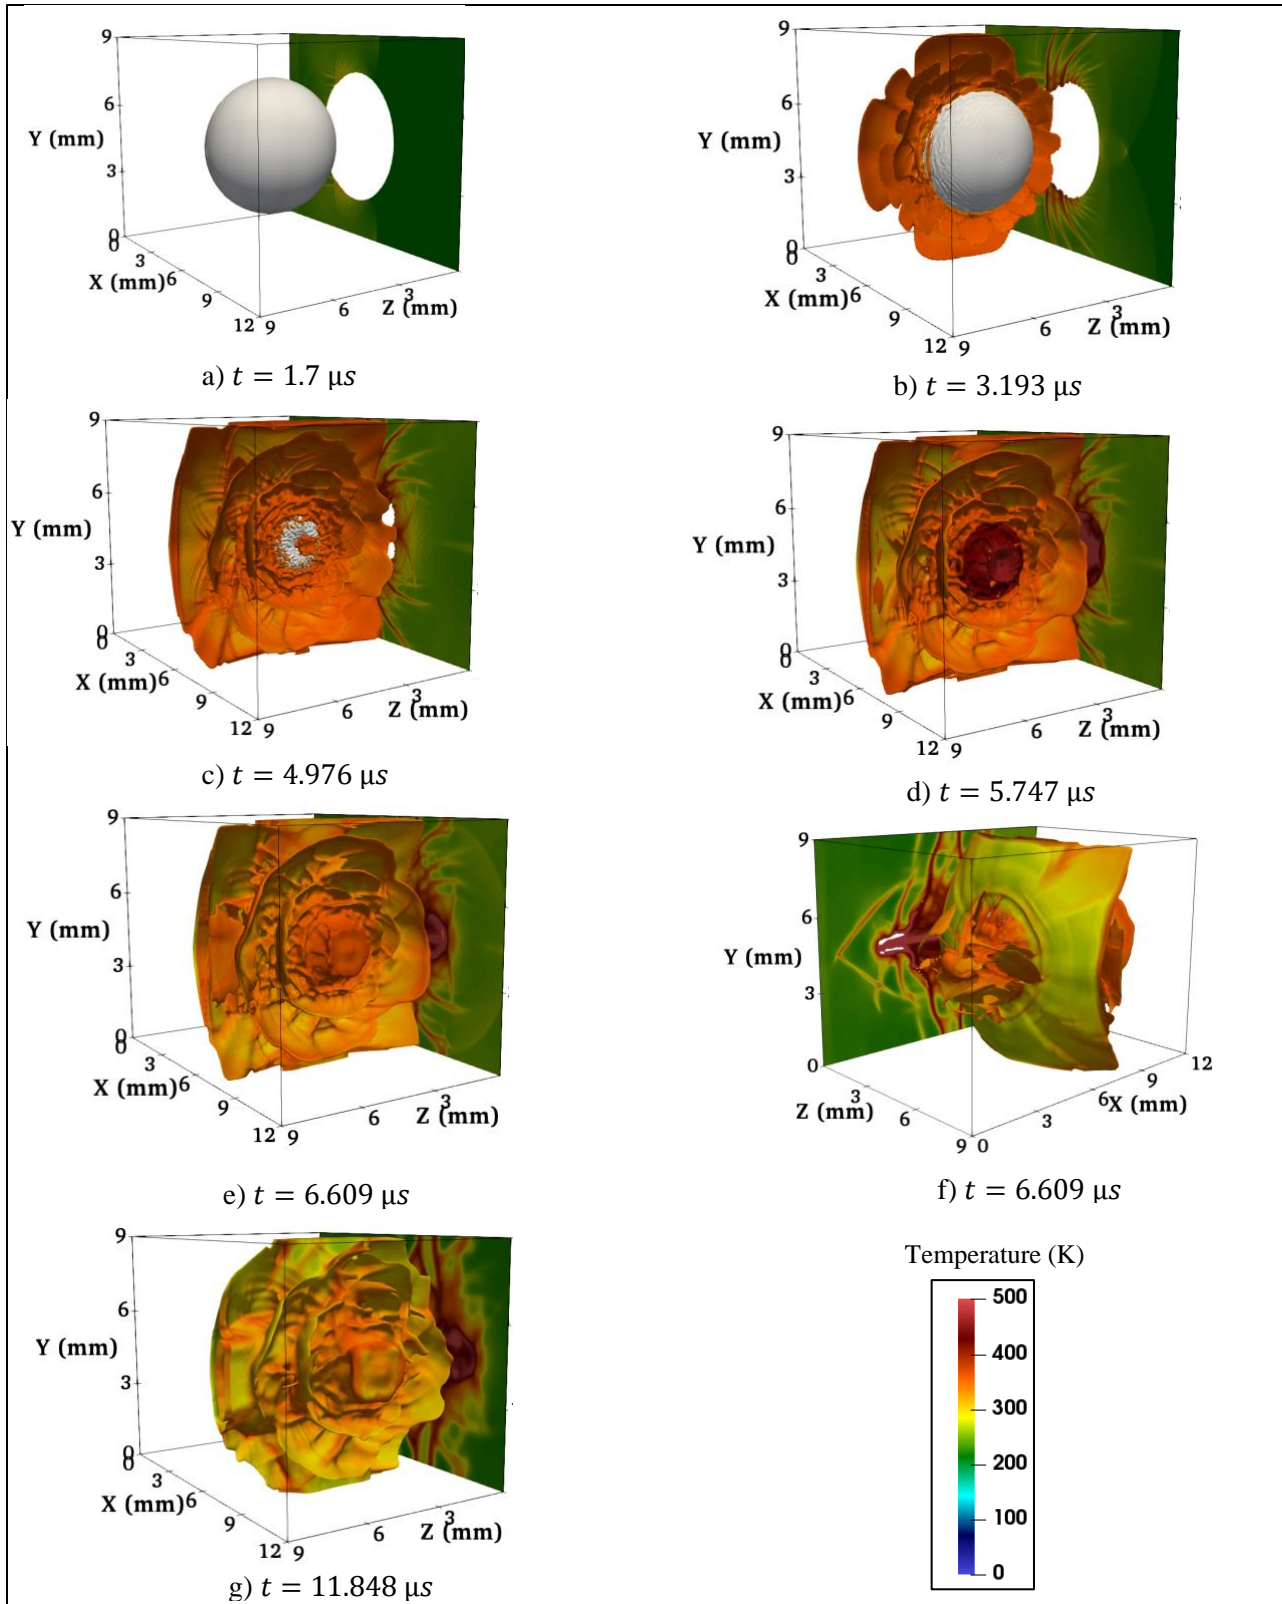 9
6
Y (mm)
3
0
0
3
X (mm)6
9
12 9
6
3
Z (mm)
a) t = 1.7 μs
9
6
Y (mm)
3
0
0
3
X (mm)6
9
12 9
6
3
Z (mm)
b) t = 3.193 μs
9
6
Y (mm)
3
0
0
3
X (mm)6
9
12 9
6
3
Z (mm)
c) t = 4.976 μs
9
6
Y (mm)
3
0
0
3
X (mm)6
9
12 9
6
3
Z (mm)
d) t = 5.747 μs
9
6
Y (mm)
3
0
0
3
X (mm)6
9
12 9
6
3
Z (mm)
e) t = 6.609 μs
9
6
Y (mm)
3
0
3
Z (mm)
6
9 0
3
6X (mm)
9
12
f) t = 6.609 μs
9
6
Y (mm)
3
0
0
3
X (mm)6
9
12 9
6
3
Z (mm)
g) t = 11.848 μs
Temperature (K)
500
400
300
200
100
0